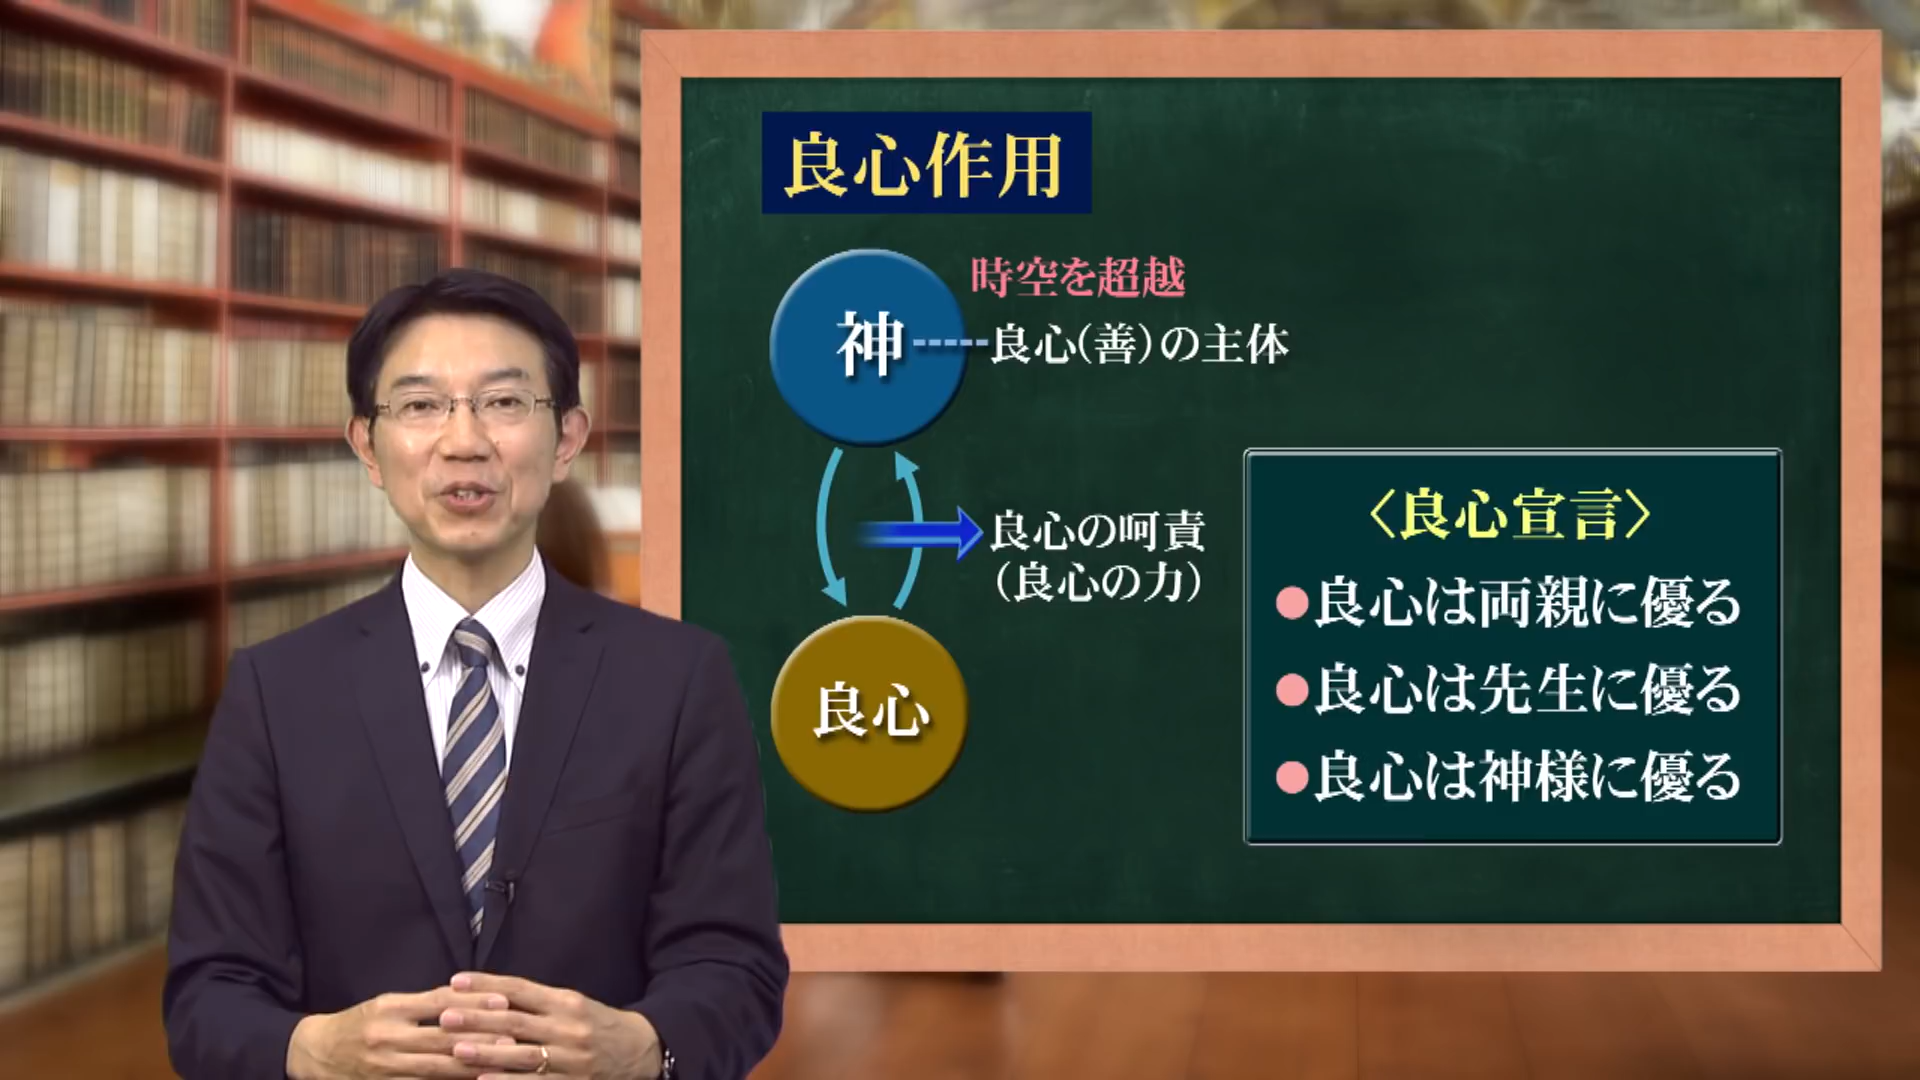 良心作用
時空を超越
神
良心(善)の主体
良心の呵責
(良心の力)
良心
〈良心宣言〉
●良心は両親に優る
●良心は先生に優る
●良心は神様に優る